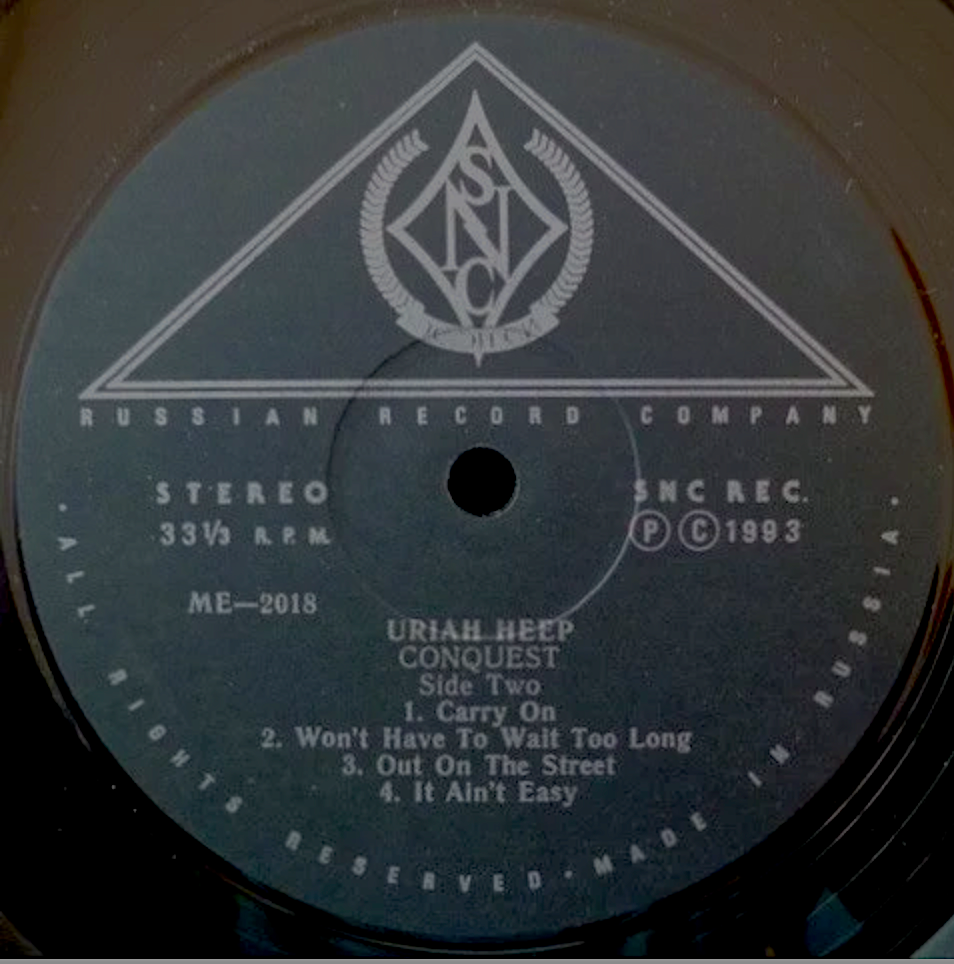 SNC
RUSSIAN RECORD COMPANY
STEREO
33⅓ R.P.M.
SNC REC.
Ⓟ Ⓒ 1993
ME—2018
URIAH HEEP
CONQUEST
Side Two
1. Carry On
2. Won't Have To Wait Too Long
3. Out On The Street
4. It Ain't Easy
· ALL RIGHTS RESERVED · MADE IN RUSSIA ·